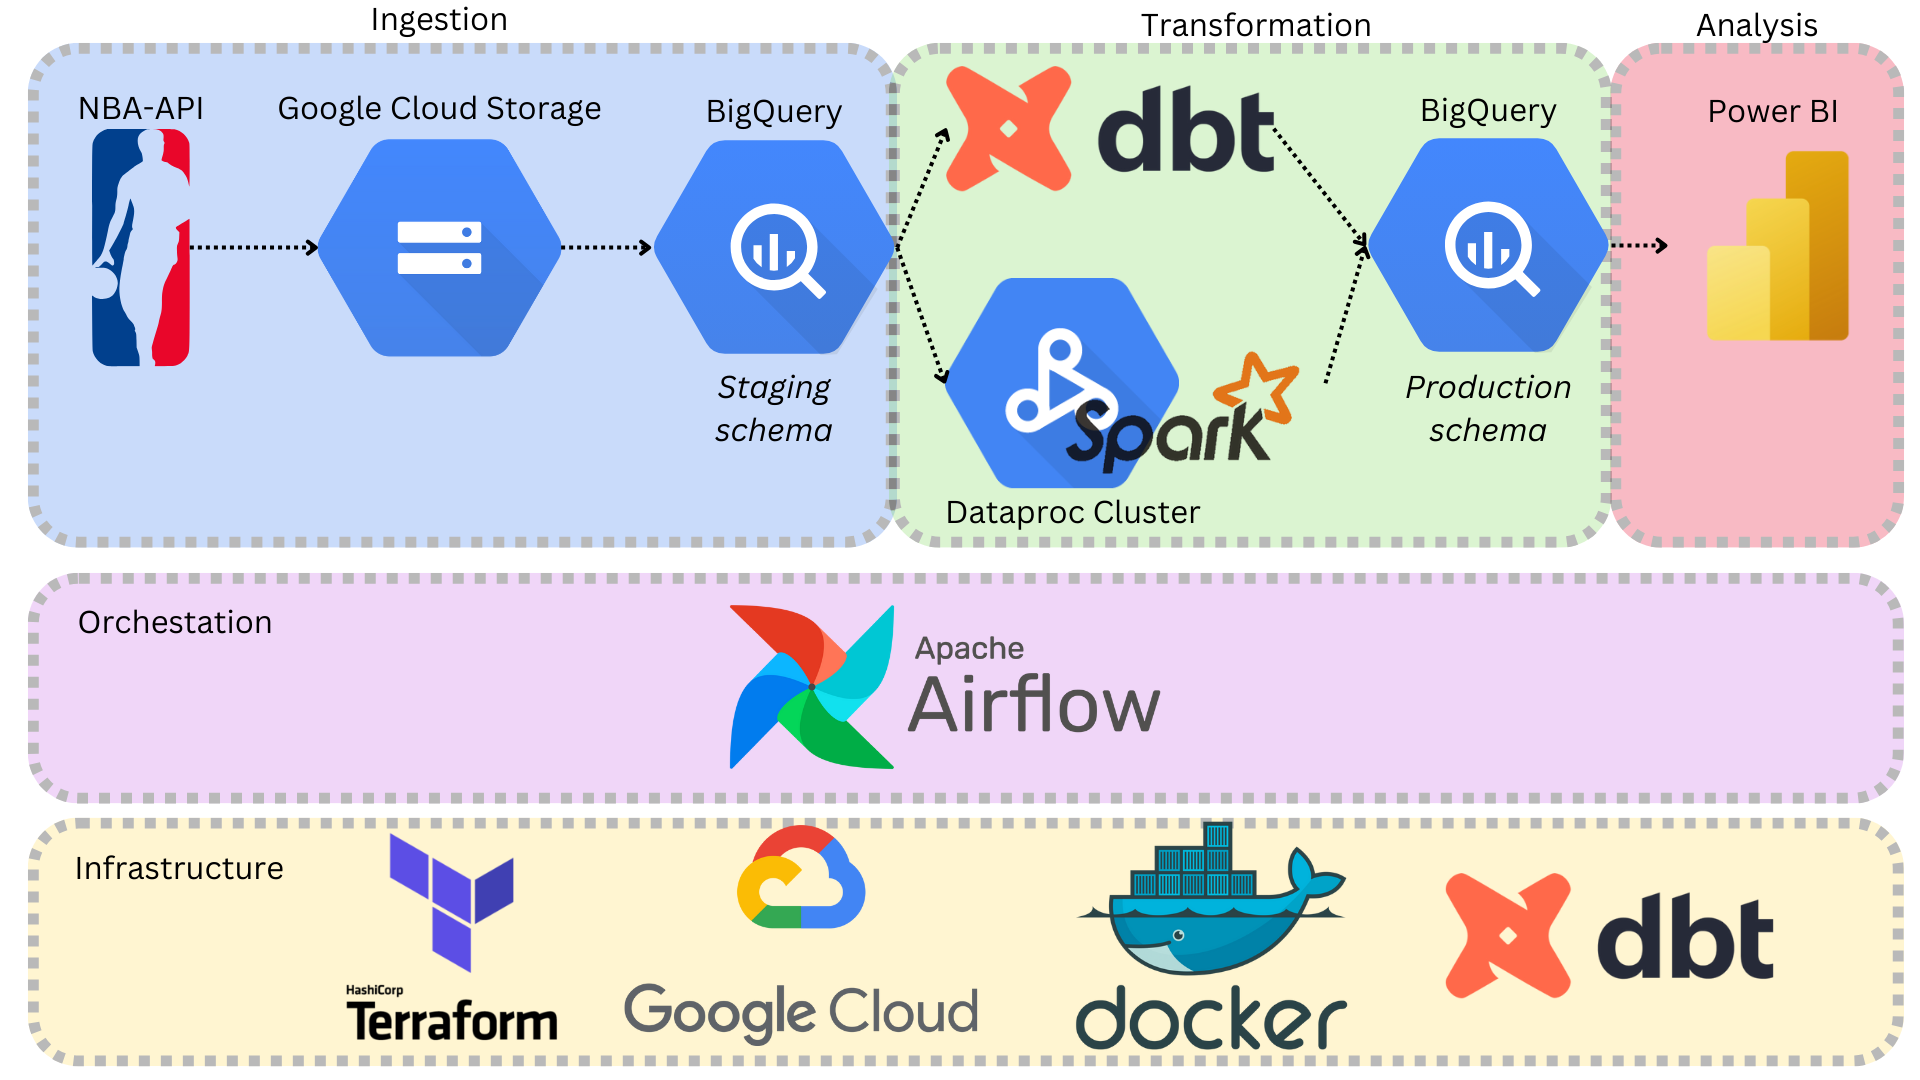 Ingestion
Transformation
Analysis
NBA-API
Google Cloud Storage
BigQuery
dbt
BigQuery
Power BI
Staging
schema
Spark
Production
schema
Dataproc Cluster
Orchestation
Apache
Airflow
Infrastructure
HashiCorp
Terraform
Google Cloud
docker
dbt